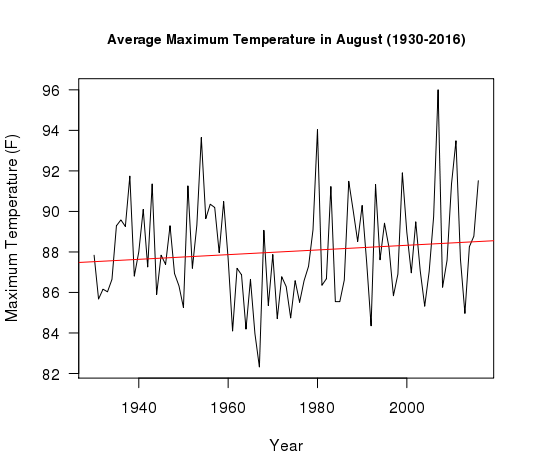 Average Maximum Temperature in August (1930-2016)
Maximum Temperature (F)
96
94
92
90
88
86
84
82
1940 1960 1980 2000
Year